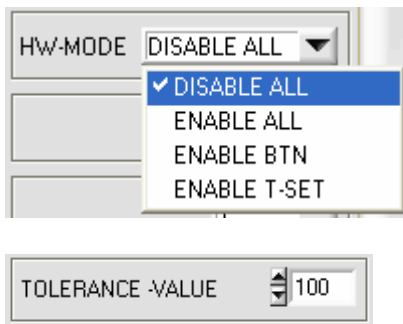 HW-MODE DISABLE ALL
DISABLE ALL
ENABLE ALL
ENABLE BTN
ENABLE T-SET
TOLERANCE -VALUE 100